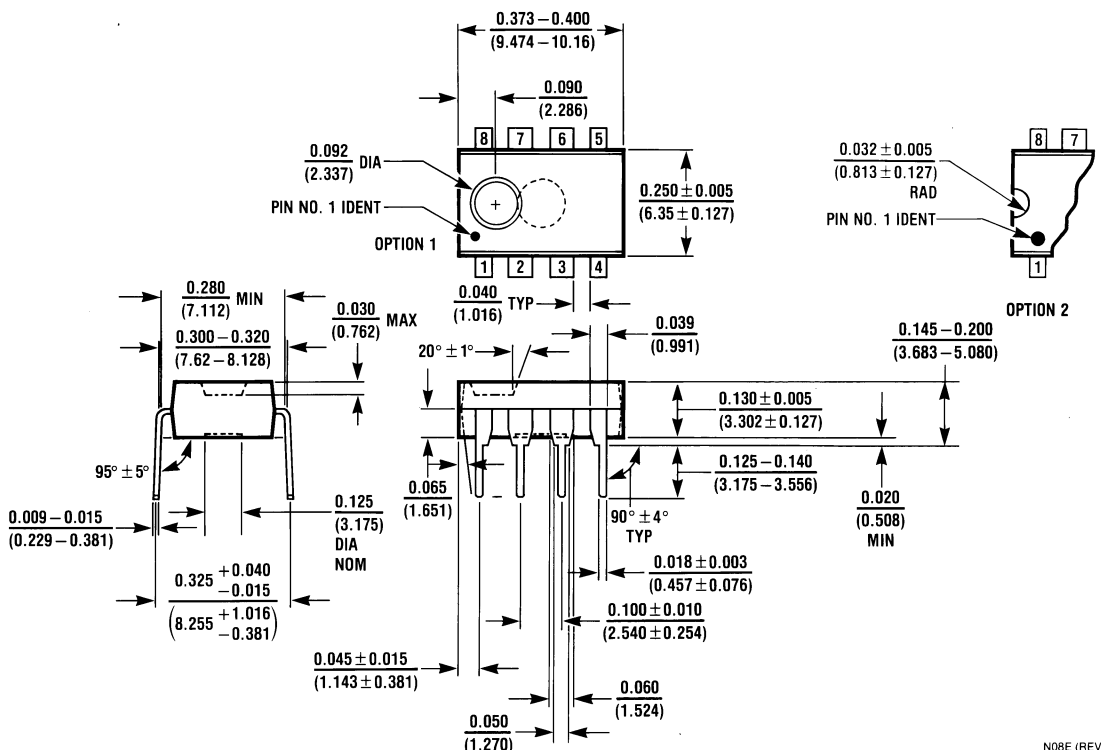 0.373 – 0.400
(9.474 – 10.16)
0.090
(2.286)
8 7 6 5
0.092 DIA
(2.337)
PIN NO. 1 IDENT
OPTION 1
0.250 ± 0.005
(6.35 ± 0.127)
1 2 3 4
8 7
0.032 ± 0.005
(0.813 ± 0.127)
RAD
PIN NO. 1 IDENT
1
OPTION 2
0.280 MIN
(7.112)
0.300 – 0.320
(7.62 – 8.128)
0.030 MAX
(0.762)
0.040 TYP
(1.016)
0.039
(0.991)
0.145 – 0.200
(3.683 – 5.080)
20° ± 1°
0.130 ± 0.005
(3.302 ± 0.127)
95° ± 5°
0.065
(1.651)
0.125 – 0.140
(3.175 – 3.556)
0.020
(0.508)
MIN
90° ± 4°
TYP
0.009 – 0.015
(0.229 – 0.381)
0.125
(3.175)
DIA
NOM
0.018 ± 0.003
(0.457 ± 0.076)
0.325 +0.040
–0.015
(8.255 +1.016
–0.381)
0.100 ± 0.010
(2.540 ± 0.254)
0.045 ± 0.015
(1.143 ± 0.381)
0.060
(1.524)
0.050
(1.270)
N08E (REV